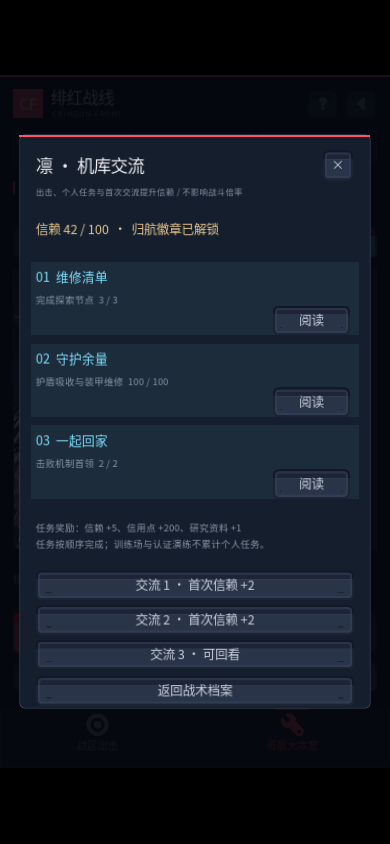 CF
绯红战线
?
凛 · 机库交流
×
出击、个人任务与首次交流提升信赖 / 不影响战斗倍率
信赖 42 / 100 · 归航徽章已解锁
01 维修清单
完成探索节点 3 / 3
阅读
02 守护余量
护盾吸收与装甲维修 100 / 100
阅读
03 一起回家
击败机制首领 2 / 2
阅读
任务奖励：信赖 +5、信用点 +200、研究资料 +1
任务按顺序完成；训练场与认证演练不累计个人任务。
交流 1 · 首次信赖 +2
交流 2 · 首次信赖 +2
交流 3 · 可回看
返回战术档案